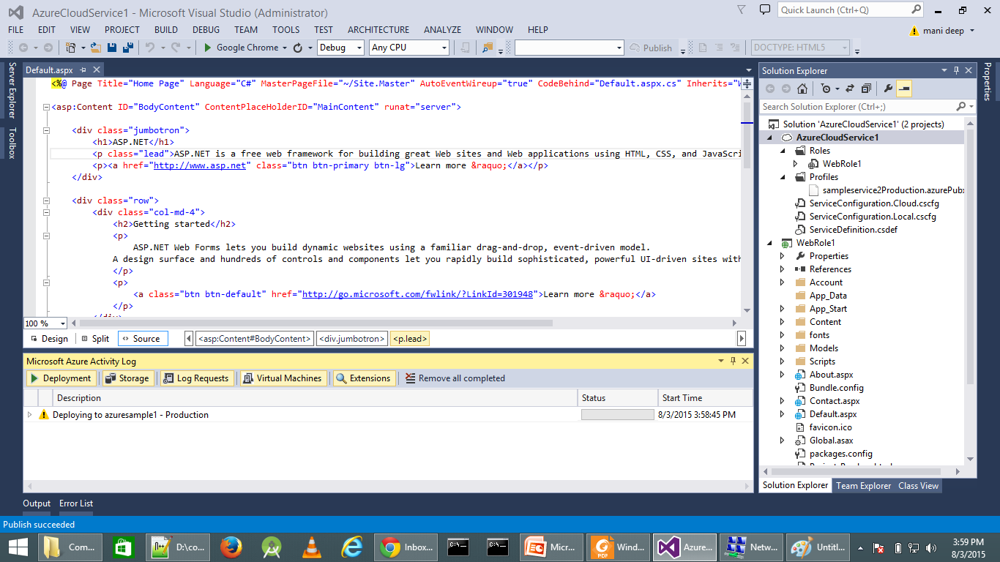 AzureCloudService1 - Microsoft Visual Studio (Administrator)
Quick Launch (Ctrl+Q)
FILE EDIT VIEW PROJECT BUILD DEBUG TEAM TOOLS TEST ARCHITECTURE ANALYZE WINDOW HELP
mani deep
Google Chrome Debug Any CPU Publish DOCTYPE: HTML5
Server Explorer
Toolbox
Default.aspx
<%@ Page Title="Home Page" Language="C#" MasterPageFile="~/Site.Master" AutoEventWireup="true" CodeBehind="Default.aspx.cs" Inherits="W
<asp:Content ID="BodyContent" ContentPlaceHolderID="MainContent" runat="server">
<div class="jumbotron">
<h1>ASP.NET</h1>
<p class="lead">ASP.NET is a free web framework for building great Web sites and Web applications using HTML, CSS, and JavaScri
<p><a href="http://www.asp.net" class="btn btn-primary btn-lg">Learn more &raquo;</a></p>
</div>
<div class="row">
<div class="col-md-4">
<h2>Getting started</h2>
<p>
ASP.NET Web Forms lets you build dynamic websites using a familiar drag-and-drop, event-driven model.
A design surface and hundreds of controls and components let you rapidly build sophisticated, powerful UI-driven sites with
</p>
<p>
<a class="btn btn-default" href="http://go.microsoft.com/fwlink/?LinkId=301948">Learn more &raquo;</a>
</p>
</div>
100 %
Design Split Source <asp:Content#BodyContent> <div.jumbotron> <p.lead>
Microsoft Azure Activity Log
Deployment Storage Log Requests Virtual Machines Extensions Remove all completed
Description Status Start Time
Deploying to azuresample1 - Production 8/3/2015 3:58:45 PM
Output Error List
Solution Explorer
Search Solution Explorer (Ctrl+;)
Solution 'AzureCloudService1' (2 projects)
AzureCloudService1
Roles
WebRole1
Profiles
sampleservice2Production.azurePubx
ServiceConfiguration.Cloud.cscfg
ServiceConfiguration.Local.cscfg
ServiceDefinition.csdef
WebRole1
Properties
References
Account
App_Data
App_Start
Content
fonts
Models
Scripts
About.aspx
Bundle.config
Contact.aspx
Default.aspx
favicon.ico
Global.asax
packages.config
Solution Explorer Team Explorer Class View
Properties
Publish succeeded
Com... D:\co... Inbox... C:\. C:\. Micr... Wind... Azure... Netw... Untitl...
PDF
3:59 PM
8/3/2015